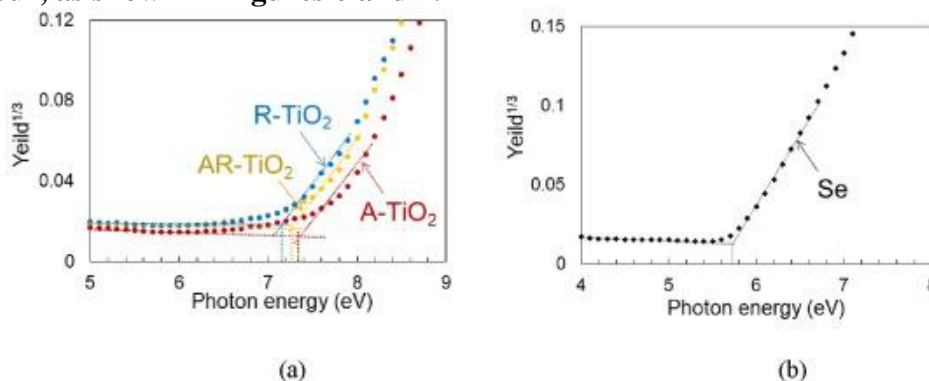 0.12
0.08
0.04
0
Yeild1/3
R-TiO2
AR-TiO2
A-TiO2
5 6 7 8 9
Photon energy (eV)
(a)
0.15
0.1
0.05
0
Yeild1/3
Se
4 5 6 7 8
Photon energy (eV)
(b)